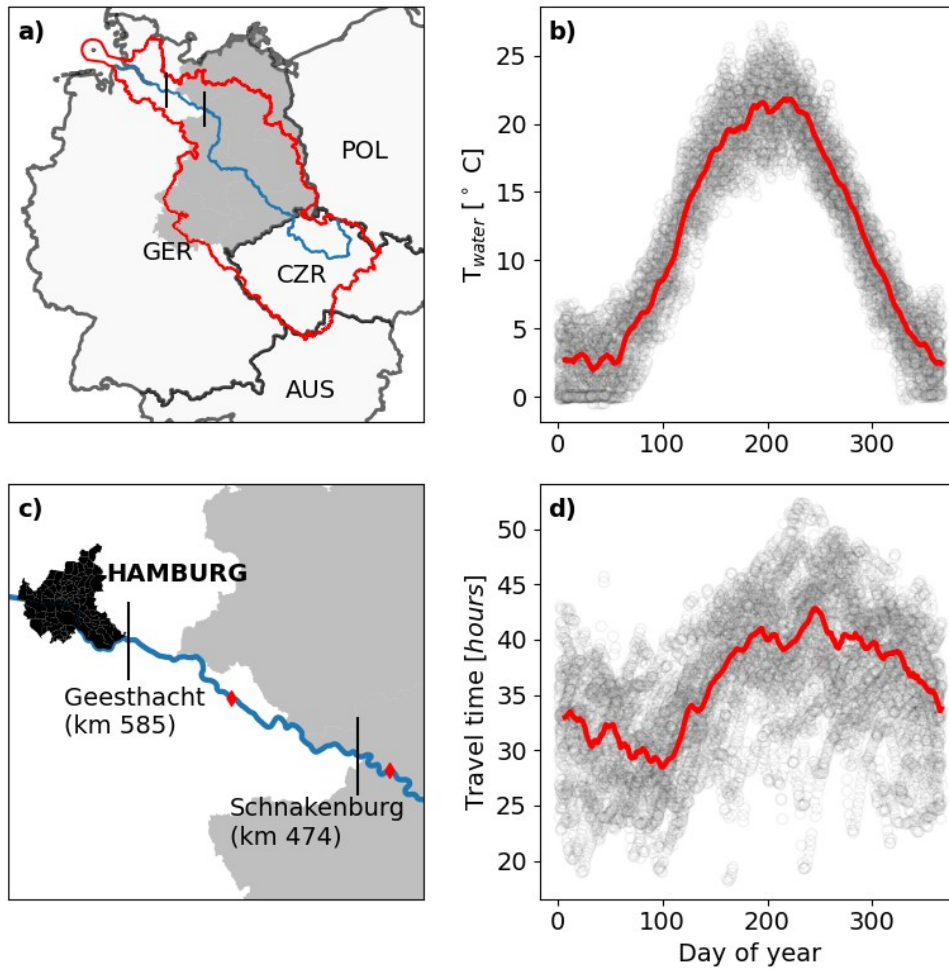 a)
POL
GER
CZR
AUS
b)
T_water [ ° C]
25
20
15
10
5
0
0
100
200
300
c)
HAMBURG
Geesthacht
(km 585)
Schnakenburg
(km 474)
d)
Travel time [hours]
50
45
40
35
30
25
20
0
100
200
300
Day of year